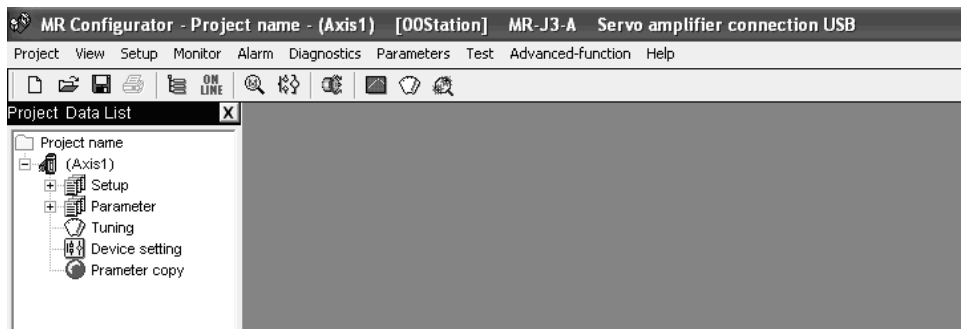 MR Configurator - Project name - (Axis1) [00Station] MR-J3-A Servo amplifier connection USB
Project View Setup Monitor Alarm Diagnostics Parameters Test Advanced-function Help
ON
LINE
Project Data List X
Project name
(Axis1)
Setup
Parameter
Tuning
Device setting
Prameter copy